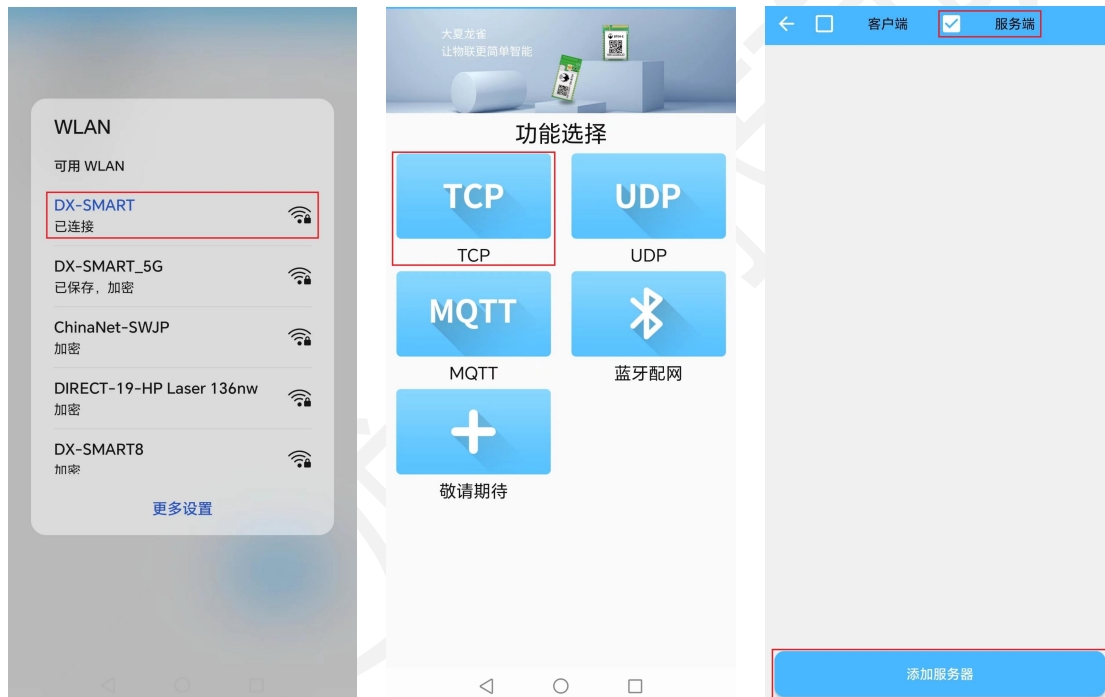 WLAN
可用 WLAN
DX-SMART
已连接
DX-SMART_5G
已保存，加密
ChinaNet-SWJP
加密
DIRECT-19-HP Laser 136nw
加密
DX-SMART8
加密
更多设置
大夏龙雀
让物联更简单智能
功能选择
TCP
UDP
TCP
UDP
MQTT
MQTT
蓝牙配网
敬请期待
客户端
服务端
添加服务器